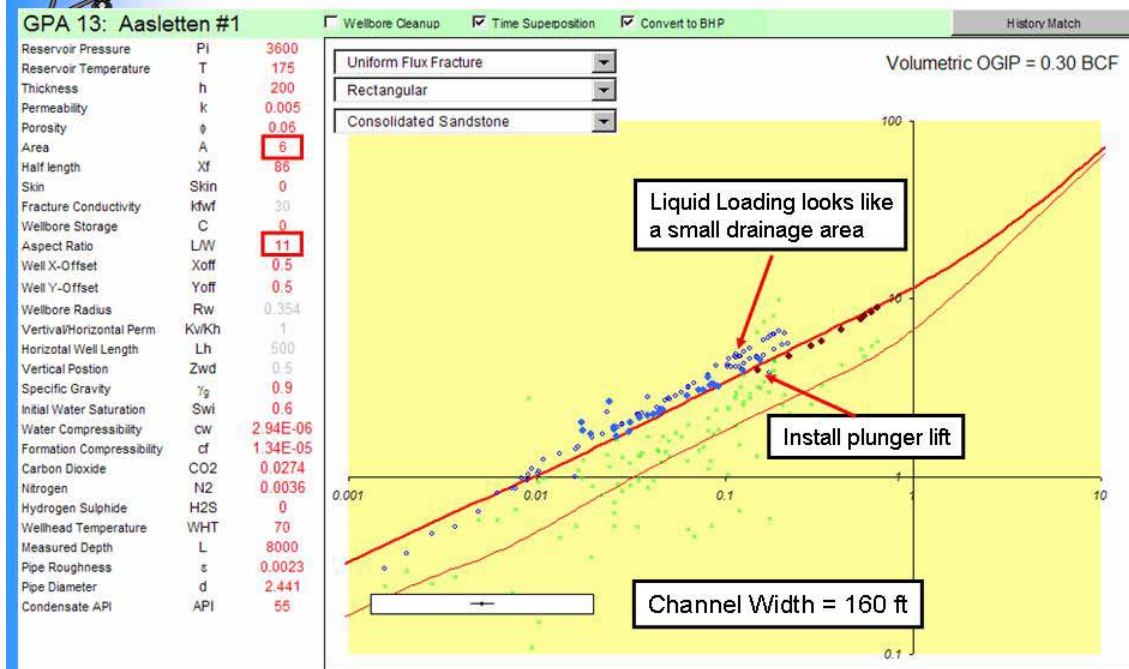 GPA 13: Aasletten #1
Wellbore Cleanup Time Superposition Convert to BHP History Match
Reservoir Pressure Pi 3600
Reservoir Temperature T 175
Thickness h 200
Permeability k 0.005
Porosity ϕ 0.06
Area A 6
Half length Xf 86
Skin Skin 0
Fracture Conductivity kfwf 30
Wellbore Storage C 0
Aspect Ratio L/W 11
Well X-Offset Xoff 0.5
Well Y-Offset Yoff 0.5
Wellbore Radius Rw 0.354
Vertival/Horizontal Perm Kv/Kh 1
Horizotal Well Length Lh 500
Vertical Postion Zwd 0.5
Specific Gravity γg 0.9
Initial Water Saturation Swi 0.6
Water Compressibility cw 2.94E-06
Formation Compressibility cf 1.34E-05
Carbon Dioxide CO2 0.0274
Nitrogen N2 0.0036
Hydrogen Sulphide H2S 0
Wellhead Temperature WHT 70
Measured Depth L 8000
Pipe Roughness ε 0.0023
Pipe Diameter d 2.441
Condensate API API 55
Uniform Flux Fracture
Rectangular
Consolidated Sandstone
Volumetric OGIP = 0.30 BCF
100
Liquid Loading looks like
a small drainage area
10
Install plunger lift
1
0.001 0.01 0.1 1 10
Channel Width = 160 ft
0.1